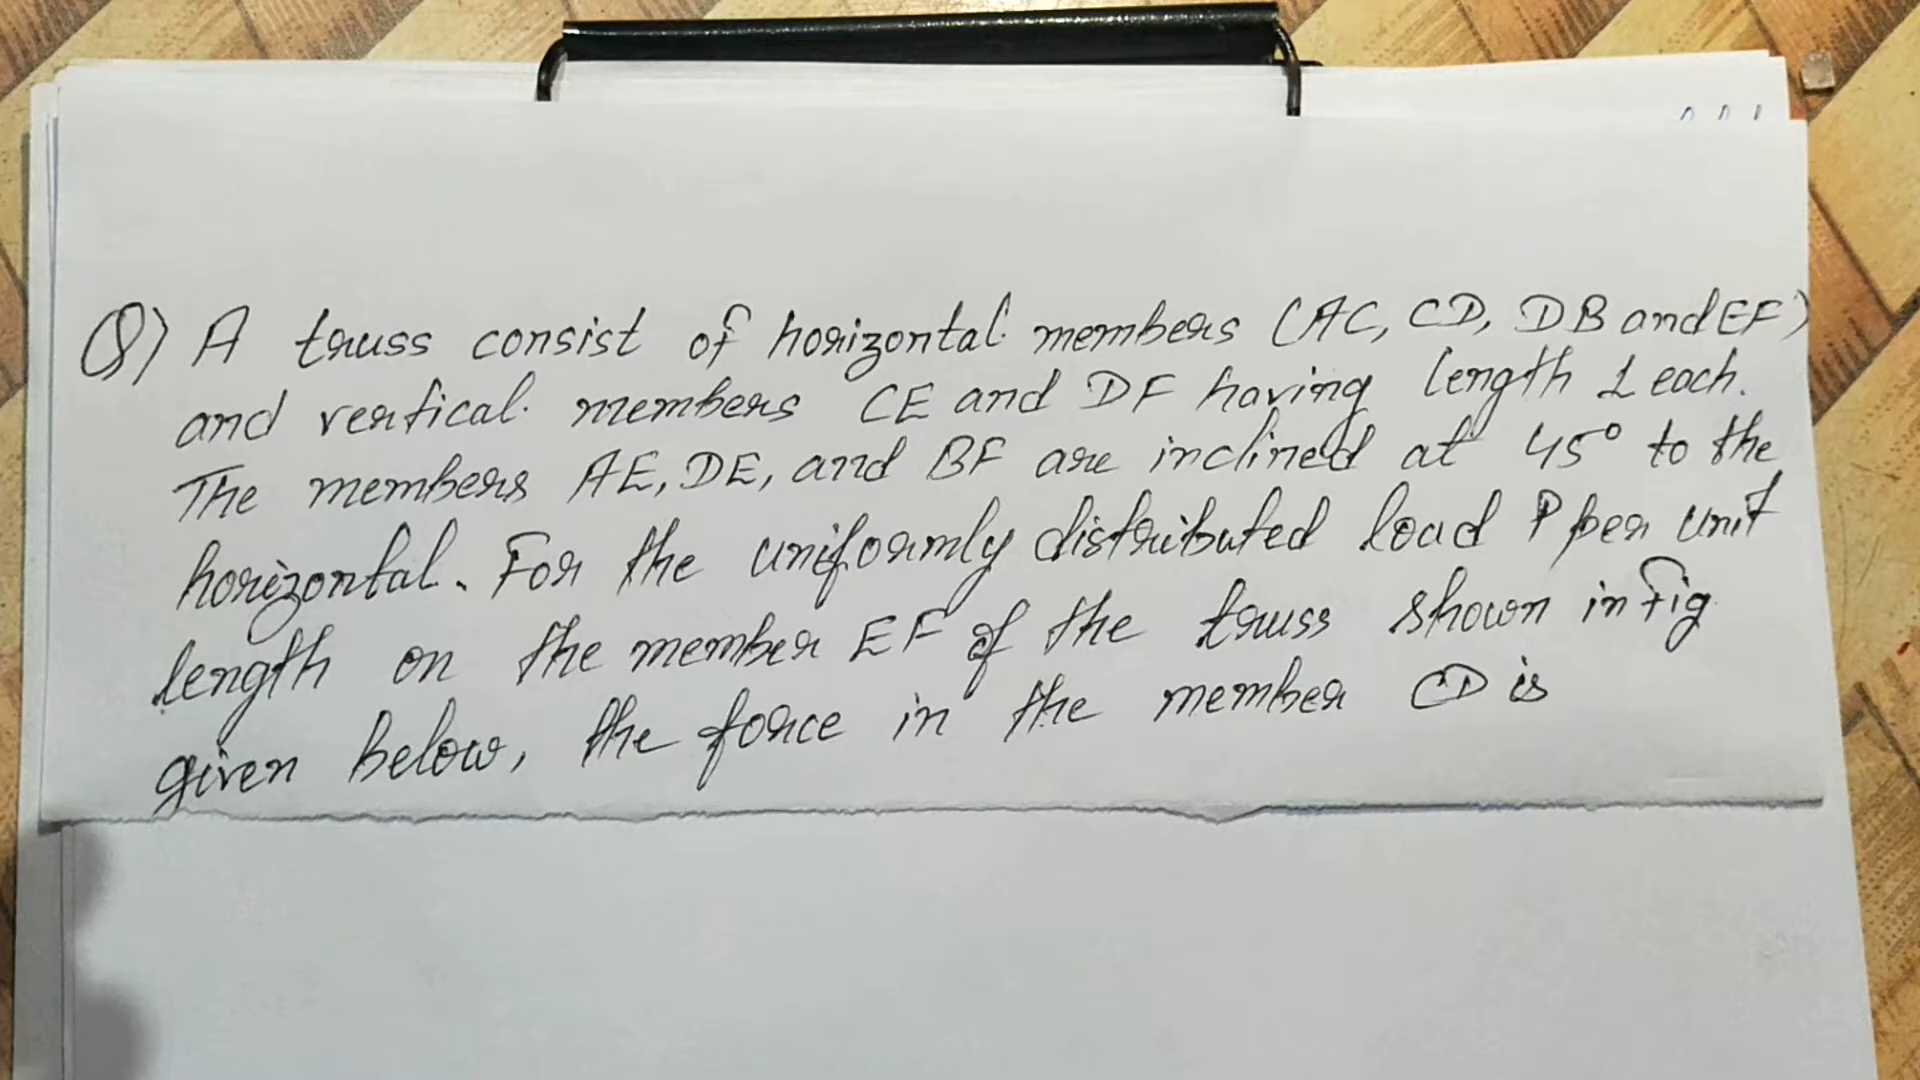 Q) A truss consist of horizontal members (AC, CD, DB and EF)
and vertical members CE and DF having length L each.
The members AE, DE, and BF are inclined at 45° to the
horizontal. For the uniformly distributed load P per unit
length on the member EF of the truss shown in Fig
given below, the force in the member CD is